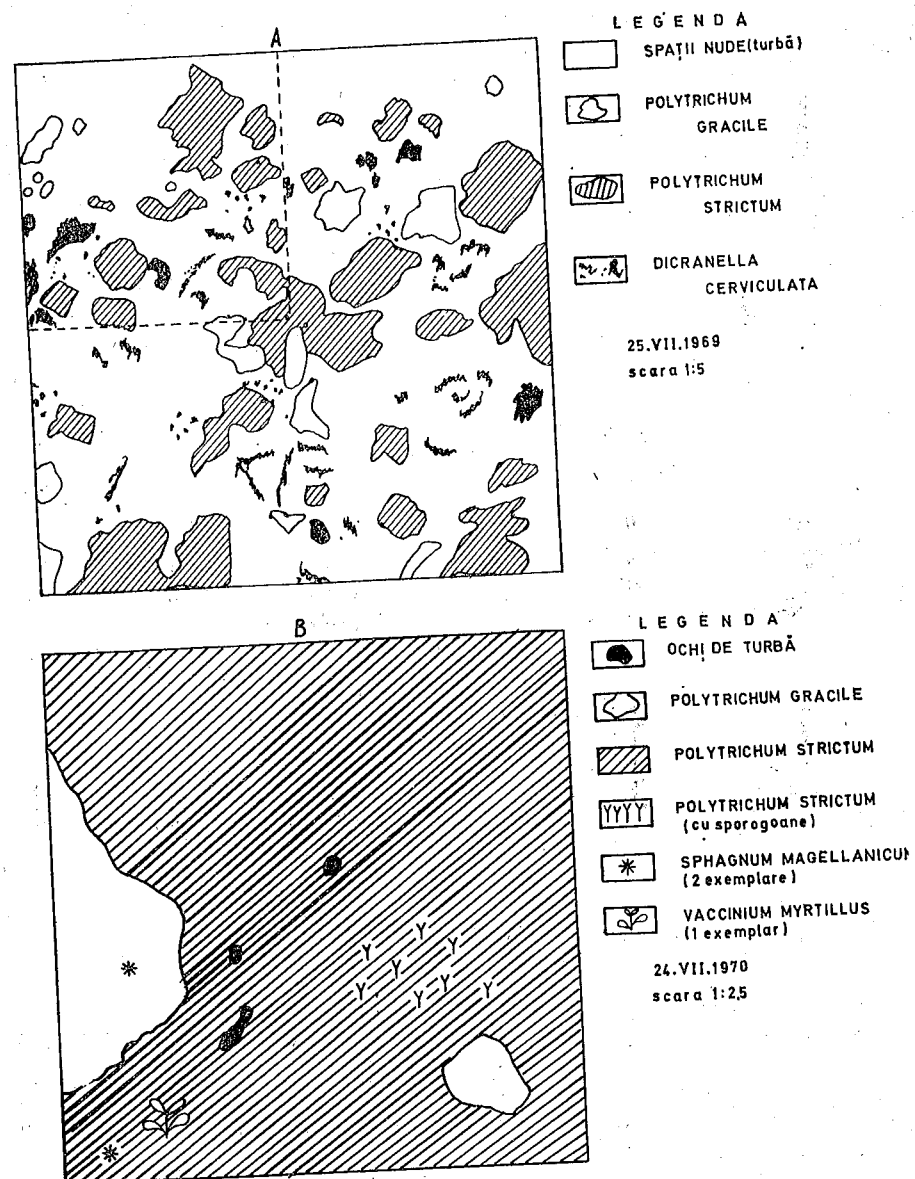 A
L E G E N D A
SPAȚII NUDE(turbă)
POLYTRICHUM
GRACILE
POLYTRICHUM
STRICTUM
DICRANELLA
CERVICULATA
25.VII.1969
scara 1:5
B
L E G E N D A
OCHI DE TURBĂ
POLYTRICHUM GRACILE
POLYTRICHUM STRICTUM
POLYTRICHUM STRICTUM
(cu sporogoane)
SPHAGNUM MAGELLANICUM
(2 exemplare)
VACCINIUM MYRTILLUS
(1 exemplar)
24.VII.1970
scara 1:2,5